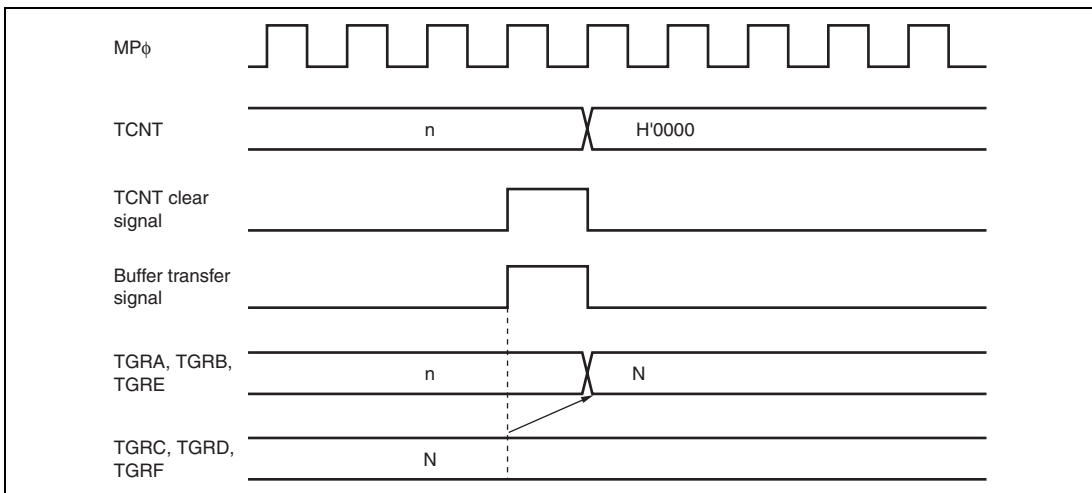 MPφ
TCNT
n
H'0000
TCNT clear
signal
Buffer transfer
signal
TGRA, TGRB,
TGRE
n
N
TGRC, TGRD,
TGRF
N